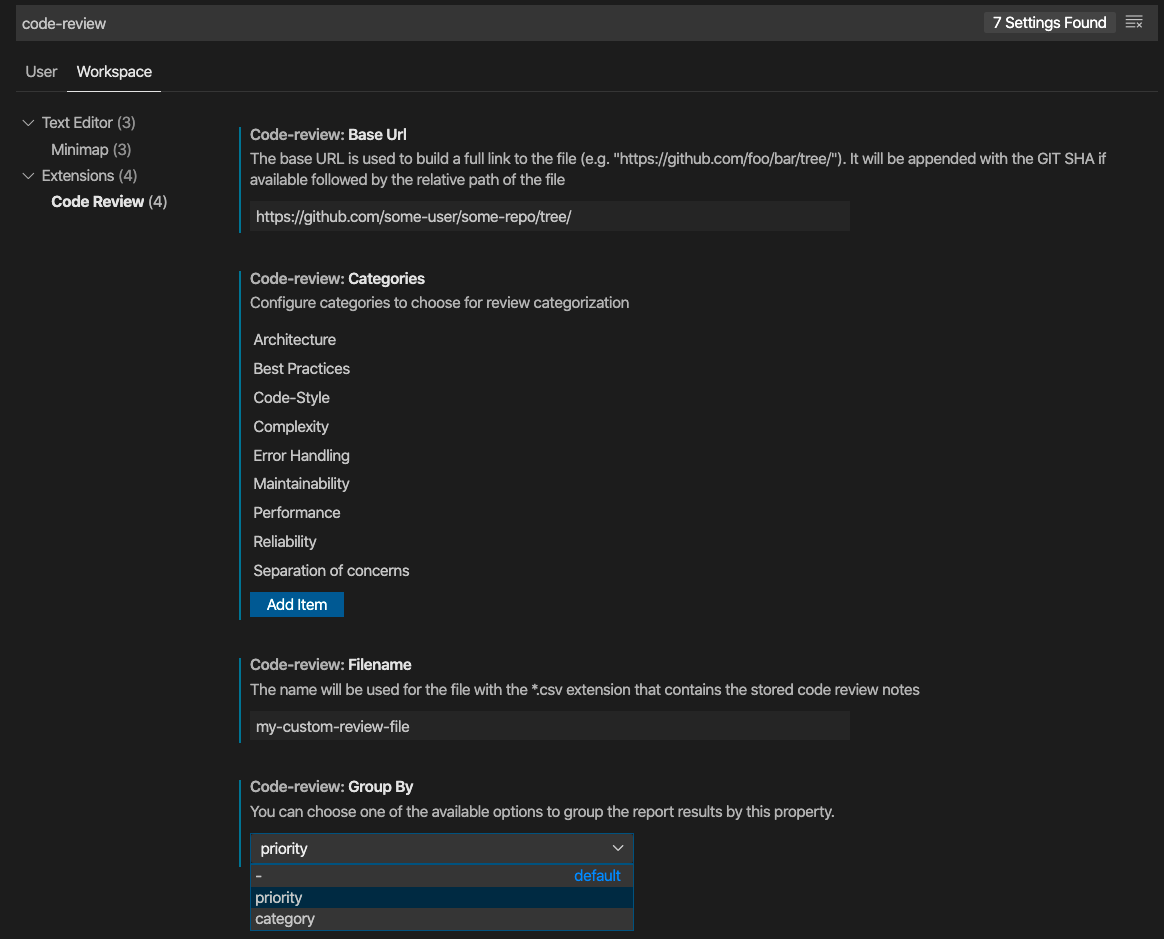 code-review
7 Settings Found
User Workspace
Text Editor (3)
Minimap (3)
Extensions (4)
Code Review (4)
Code-review: Base Url
The base URL is used to build a full link to the file (e.g. "https://github.com/foo/bar/tree/"). It will be appended with the GIT SHA if
available followed by the relative path of the file
https://github.com/some-user/some-repo/tree/
Code-review: Categories
Configure categories to choose for review categorization
Architecture
Best Practices
Code-Style
Complexity
Error Handling
Maintainability
Performance
Reliability
Separation of concerns
Add Item
Code-review: Filename
The name will be used for the file with the *.csv extension that contains the stored code review notes
my-custom-review-file
Code-review: Group By
You can choose one of the available options to group the report results by this property.
priority
- default
priority
category